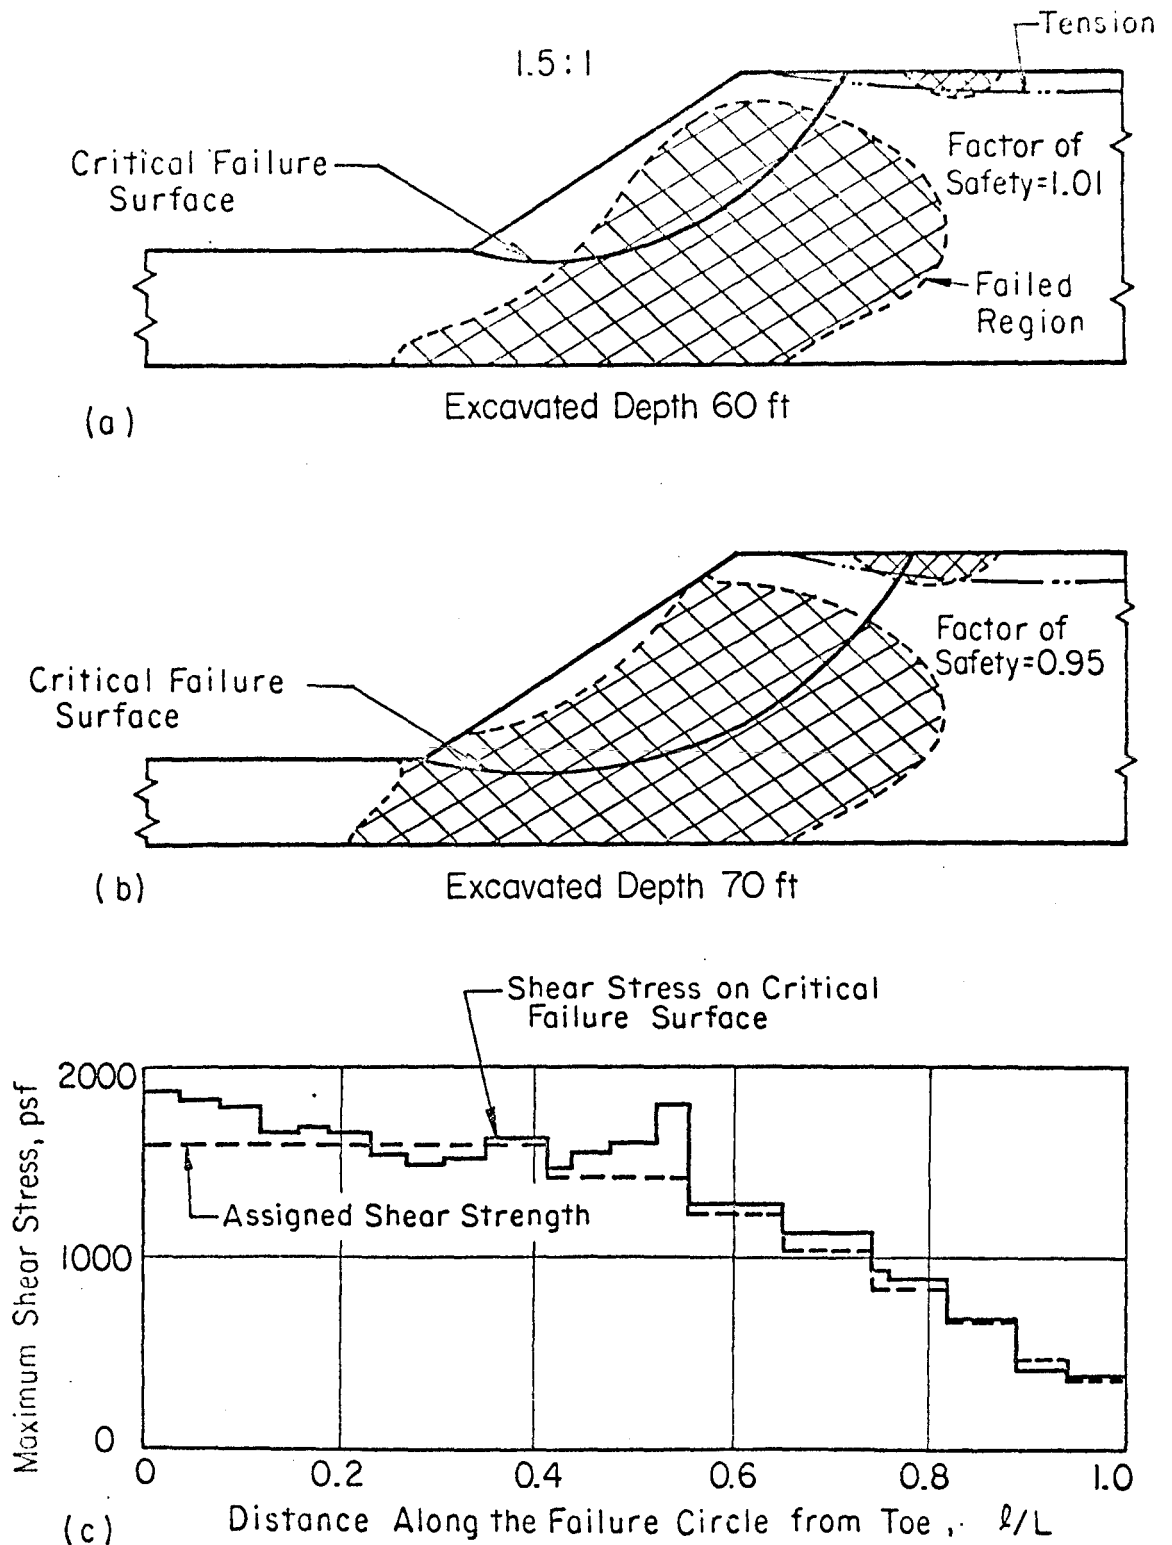 Tension
1.5:1
Critical Failure
Surface
Factor of
Safety=1.01
Failed
Region
Excavated Depth 60 ft
(a)
Critical Failure
Surface
Factor of
Safety=0.95
(b)
Excavated Depth 70 ft
Shear Stress on Critical
Failure Surface
Maximum Shear Stress, psf
2000
Assigned Shear Strength
1000
0
0 0.2 0.4 0.6 0.8 1.0
(c)
Distance Along the Failure Circle from Toe, ℓ/L